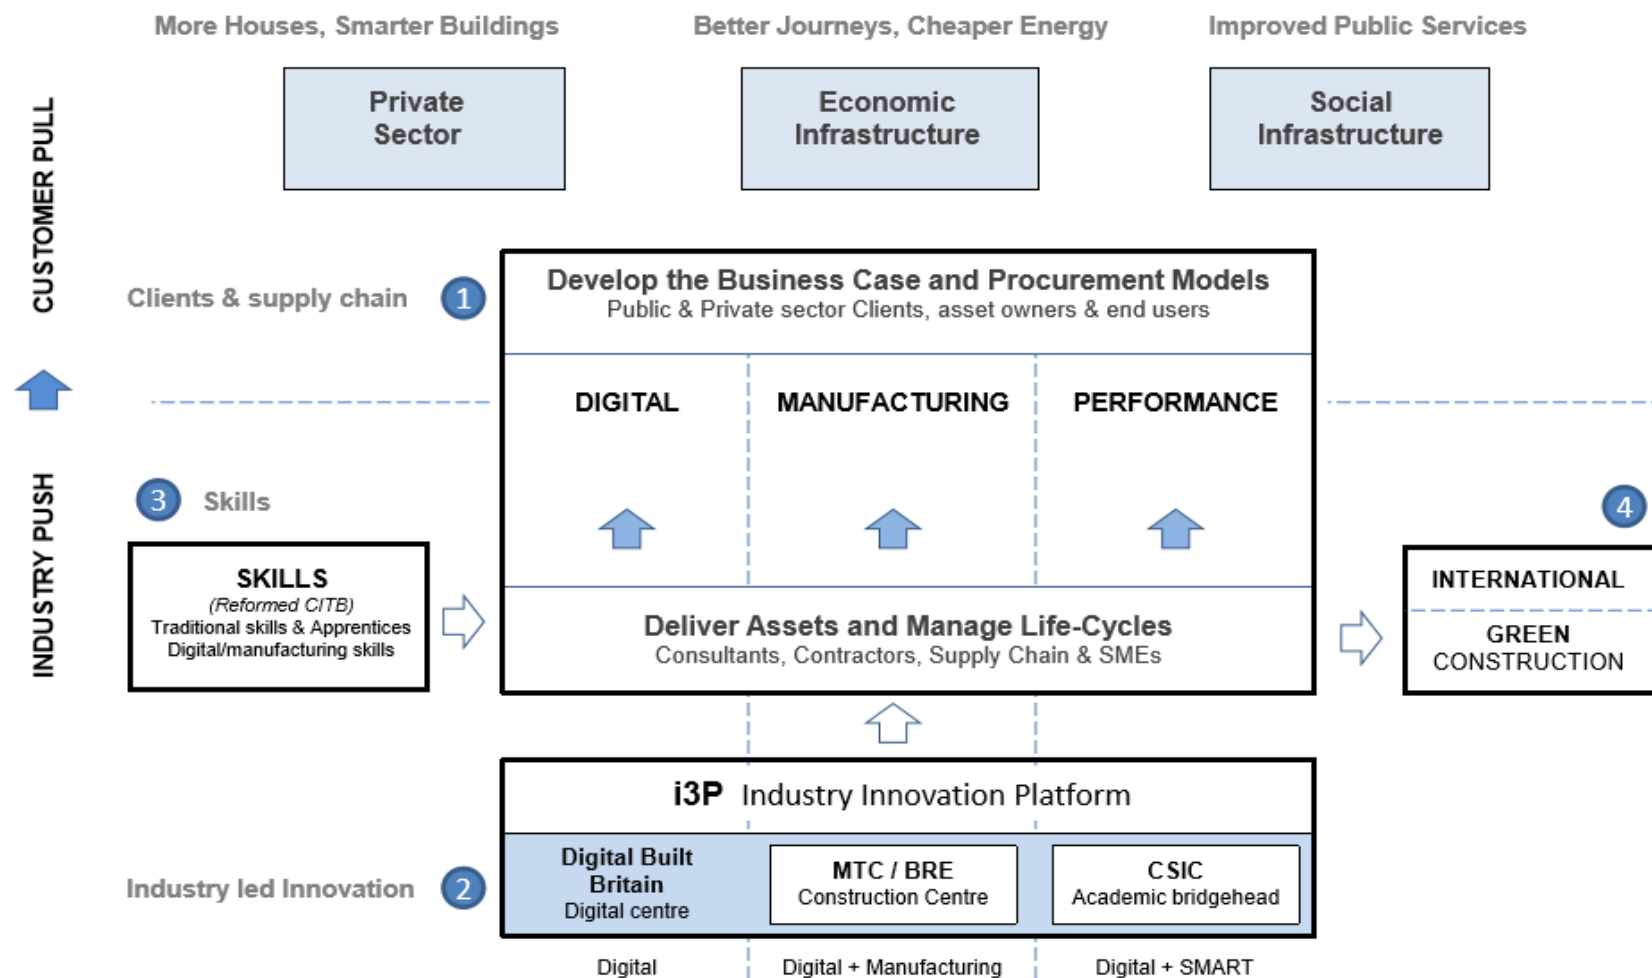 More Houses, Smarter Buildings
Better Journeys, Cheaper Energy
Improved Public Services
Private
Sector
Economic
Infrastructure
Social
Infrastructure
CUSTOMER PULL
Clients & supply chain
1
Develop the Business Case and Procurement Models
Public & Private sector Clients, asset owners & end users
DIGITAL
MANUFACTURING
PERFORMANCE
INDUSTRY PUSH
3
Skills
SKILLS
(Reformed CITB)
Traditional skills & Apprentices
Digital/manufacturing skills
Deliver Assets and Manage Life-Cycles
Consultants, Contractors, Supply Chain & SMEs
4
INTERNATIONAL
GREEN
CONSTRUCTION
i3P Industry Innovation Platform
Industry led Innovation
2
Digital Built
Britain
Digital centre
MTC / BRE
Construction Centre
CSIC
Academic bridgehead
Digital
Digital + Manufacturing
Digital + SMART